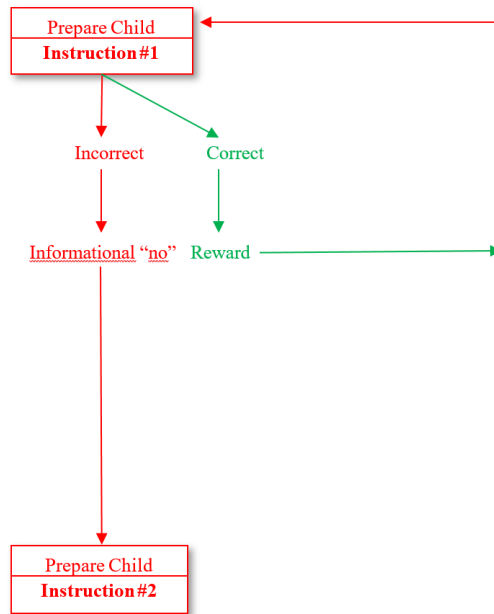 Prepare Child
Instruction #1
Incorrect Correct
Informational “no” Reward
Prepare Child
Instruction #2